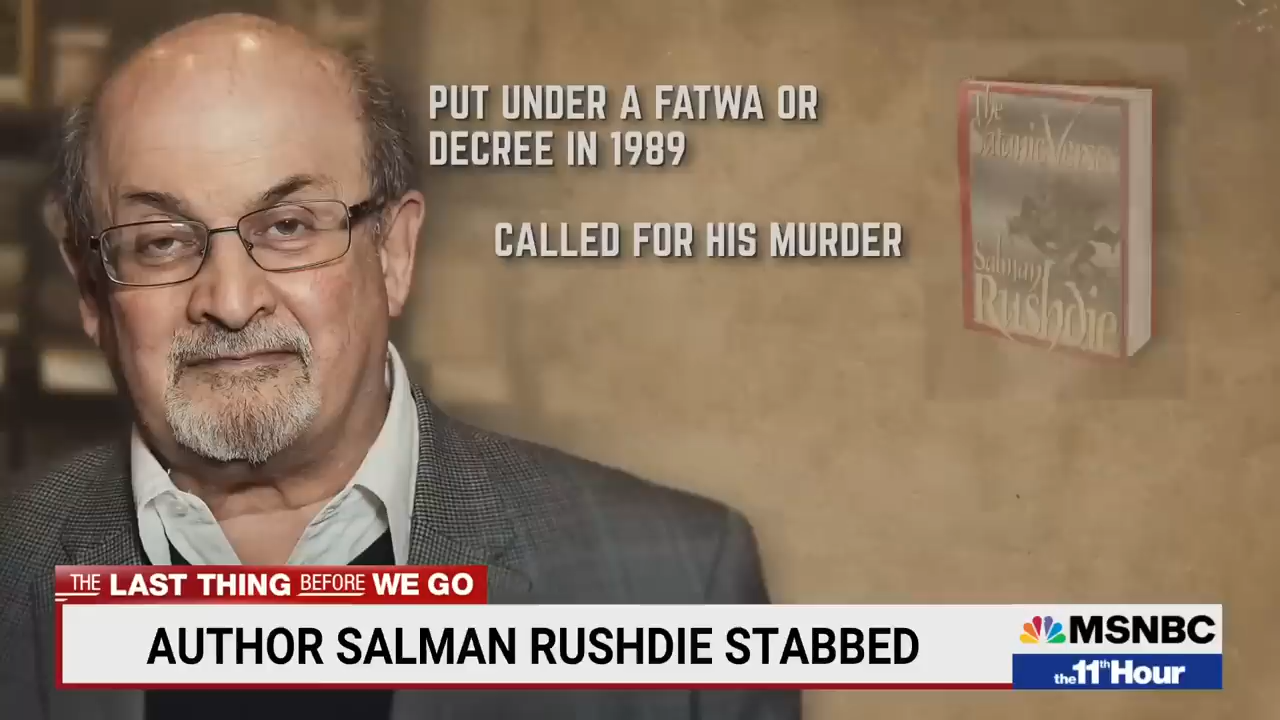 PUT UNDER A FATWA OR
DECREE IN 1989
CALLED FOR HIS MURDER
The
Satanic Verses
Salman
Rushdie
THE LAST THING BEFORE WE GO
AUTHOR SALMAN RUSHDIE STABBED
MSNBC
the 11th Hour